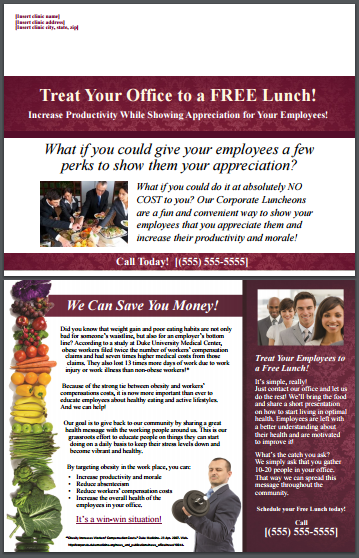 [Insert clinic name]
[Insert clinic address]
[Insert clinic city, state, zip]
Treat Your Office to a FREE Lunch!
Increase Productivity While Showing Appreciation for Your Employees!
What if you could give your employees a few
perks to show them your appreciation?
What if you could do it at absolutely NO
COST to you? Our Corporate Luncheons
are a fun and convenient way to show your
employees that you appreciate them and
increase their productivity and morale!
Call Today! [(555) 555-5555]
We Can Save You Money!
Did you know that weight gain and poor eating habits are not only
bad for someone's waistline, but also for an employer's bottom
line? According to a study at Duke University Medical Center,
obese workers filed twice the number of workers' compensation
claims and had seven times higher medical costs from those
claims. They also lost 13 times more days of work due to work
injury or work illness than non-obese workers!*
Because of the strong tie between obesity and workers'
compensations costs, it is now more important than ever to
educate employees about healthy eating and active lifestyles.
And we can help!
Our goal is to give back to our community by sharing a great
health message with the working people around us. This is our
grassroots effort to educate people on things they can start
doing on a daily basis to keep their stress levels down and
become vibrant and healthy.
By targeting obesity in the work place, you can:
• Increase productivity and morale
• Reduce absenteeism
• Reduce workers' compensation costs
• Increase the overall health of the
employees in your office.
It's a win-win situation!
Treat Your Employees to
a Free Lunch!
It's simple, really!
Just contact our office and let us
do the rest! We'll bring the food
and share a short presentation
on how to start living in optimal
health. Employees are left with
a better understanding about
their health and are motivated
to improve it!
What's the catch you ask?
We simply ask that you gather
10-20 people in your office.
That way we can spread this
message throughout the
community.
Schedule your Free Lunch today!
Call
[(555) 555-5555]